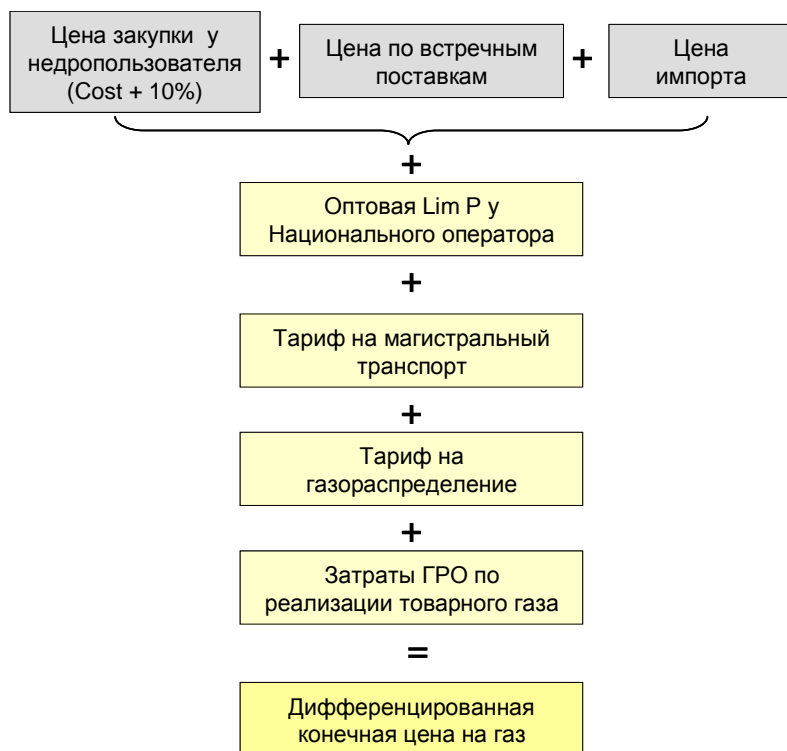 Цена закупки у
недропользователя
(Cost + 10%)
+
Цена по встречным
поставкам
+
Цена
импорта
+
Оптовая Lim P у
Национального оператора
+
Тариф на магистральный
транспорт
+
Тариф на
газораспределение
+
Затраты ГРО по
реализации товарного газа
=
Дифференцированная
конечная цена на газ